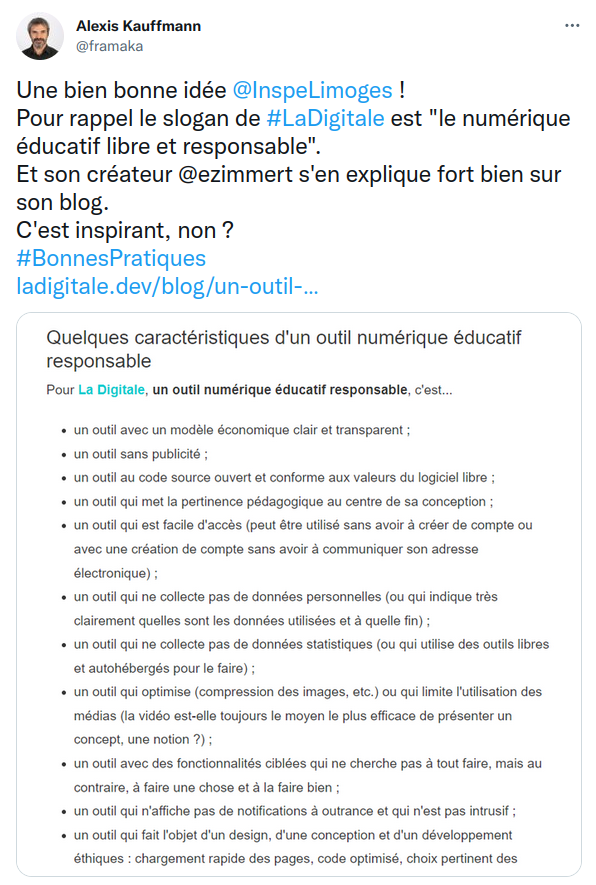 Alexis Kauffmann
@framaka
Une bien bonne idée @InspeLimoges !
Pour rappel le slogan de #LaDigitale est "le numérique
éducatif libre et responsable".
Et son créateur @ezimmert s'en explique fort bien sur
son blog.
C'est inspirant, non ?
#BonnesPratiques
ladigitale.dev/blog/un-outil-...
Quelques caractéristiques d'un outil numérique éducatif
responsable
Pour La Digitale, un outil numérique éducatif responsable, c'est...
• un outil avec un modèle économique clair et transparent ;
• un outil sans publicité ;
• un outil au code source ouvert et conforme aux valeurs du logiciel libre ;
• un outil qui met la pertinence pédagogique au centre de sa conception ;
• un outil qui est facile d'accès (peut être utilisé sans avoir à créer de compte ou
avec une création de compte sans avoir à communiquer son adresse
électronique) ;
• un outil qui ne collecte pas de données personnelles (ou qui indique très
clairement quelles sont les données utilisées et à quelle fin) ;
• un outil qui ne collecte pas de données statistiques (ou qui utilise des outils libres
et autohébergés pour le faire) ;
• un outil qui optimise (compression des images, etc.) ou qui limite l'utilisation des
médias (la vidéo est-elle toujours le moyen le plus efficace de présenter un
concept, une notion ?) ;
• un outil avec des fonctionnalités ciblées qui ne cherche pas à tout faire, mais au
contraire, à faire une chose et à la faire bien ;
• un outil qui n'affiche pas de notifications à outrance et qui n'est pas intrusif ;
• un outil qui fait l'objet d'un design, d'une conception et d'un développement
éthiques : chargement rapide des pages, code optimisé, choix pertinent des